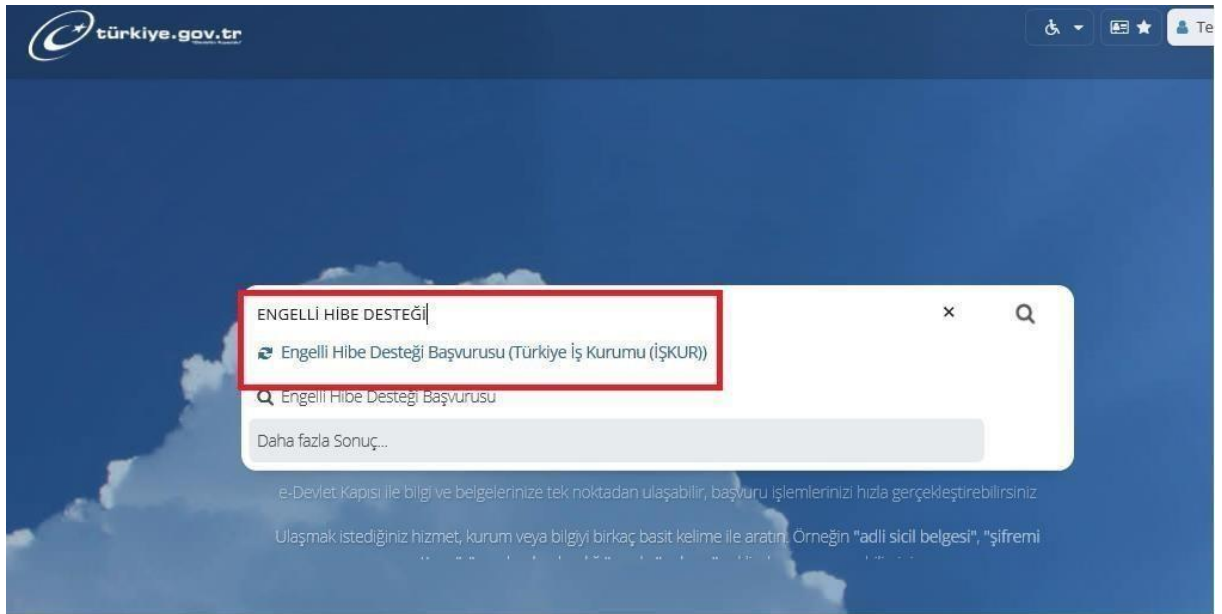 türkiye.gov.tr
Te
ENGELLİ HİBE DESTEĞİ
Engelli Hibe Desteği Başvurusu (Türkiye İş Kurumu (İŞKUR))
Engelli Hibe Desteği Başvurusu
Daha fazla Sonuç...
e-Devlet Kapısı ile bilgi ve belgelerinize tek noktadan ulaşabilir, başvuru işlemlerinizi hızla gerçekleştirebilirsiniz
Ulaşmak istediğiniz hizmet, kurum veya bilgiyi birkaç basit kelime ile aratın. Örneğin "adli sicil belgesi", "şifremi